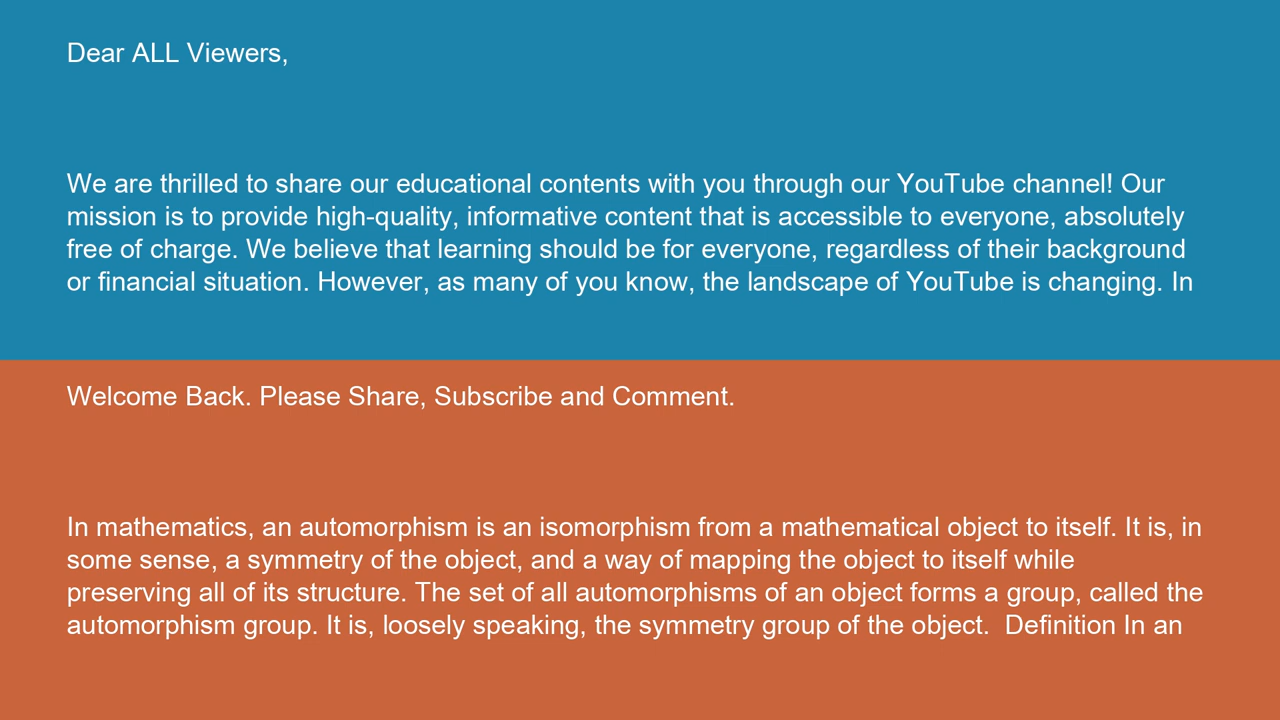 Dear ALL Viewers,
We are thrilled to share our educational contents with you through our YouTube channel! Our
mission is to provide high-quality, informative content that is accessible to everyone, absolutely
free of charge. We believe that learning should be for everyone, regardless of their background
or financial situation. However, as many of you know, the landscape of YouTube is changing. In
Welcome Back. Please Share, Subscribe and Comment.
In mathematics, an automorphism is an isomorphism from a mathematical object to itself. It is, in
some sense, a symmetry of the object, and a way of mapping the object to itself while
preserving all of its structure. The set of all automorphisms of an object forms a group, called the
automorphism group. It is, loosely speaking, the symmetry group of the object.  Definition In an